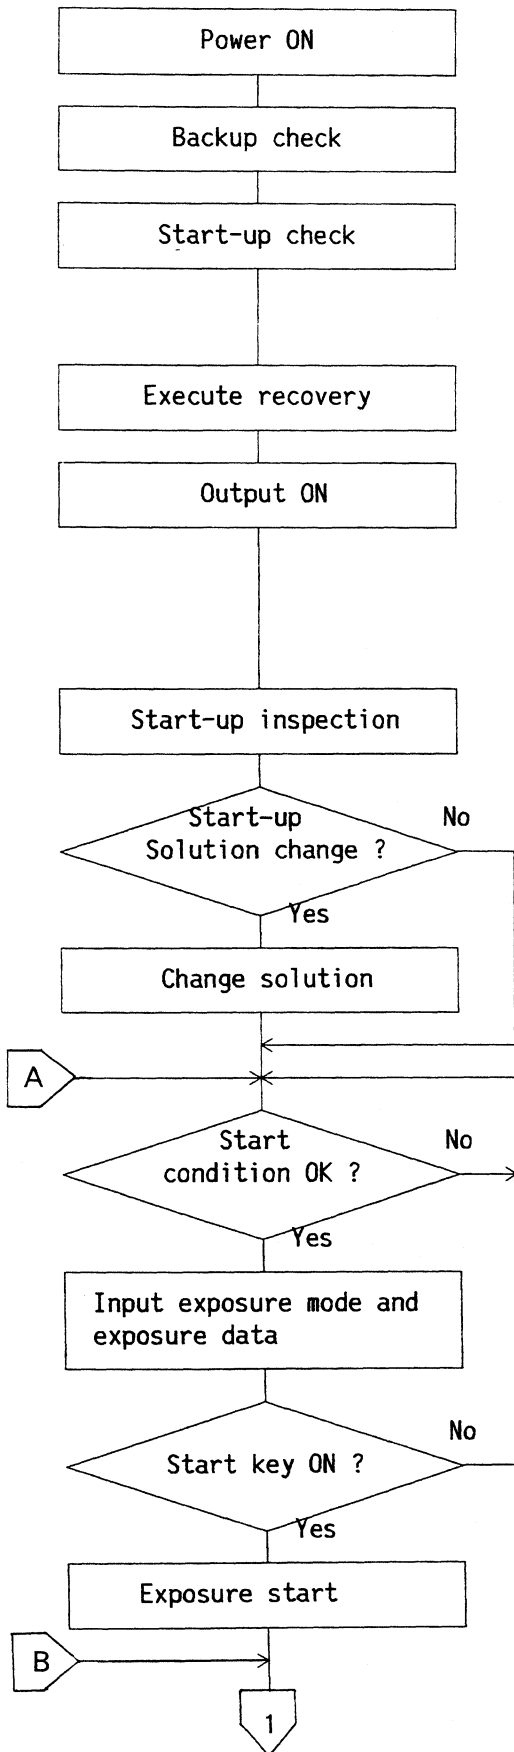 Power ON
Backup check
Start-up check
Execute recovery
Output ON
Start-up inspection
Start-up
Solution change ?
No
Yes
Change solution
A
Start
condition OK ?
No
Yes
Input exposure mode and
exposure data
Start key ON ?
No
Yes
Exposure start
B
1